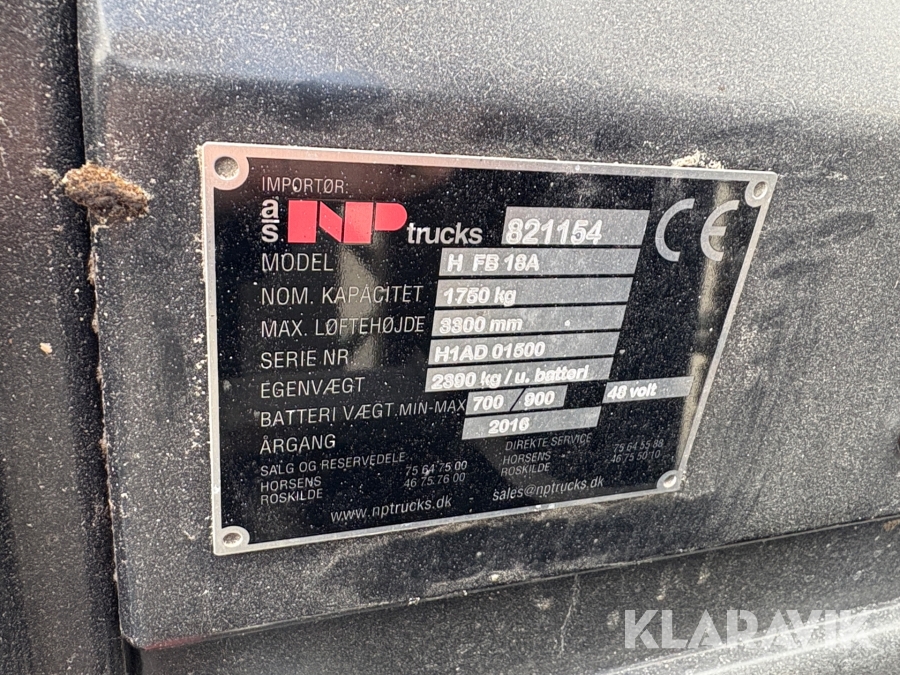 IMPORTØR:
a/s NP trucks 821154
MODEL H FB 18A
NOM. KAPACITET 1750 kg
MAX. LØFTEHØJDE 3300 mm
SERIE NR. H1AD 01500
EGENVÆGT 2390 kg / u. batteri
BATTERI VÆGT.MIN-MAX 700 / 900 48 volt
ÅRGANG 2016
SALG OG RESERVEDELE
HORSENS 75 64 75 00
ROSKILDE 46 75 76 00
DIREKTE SERVICE
HORSENS 75 64 55 88
ROSKILDE 46 75 50 10
www.nptrucks.dk sales@nptrucks.dk
CE
KLARAVIK